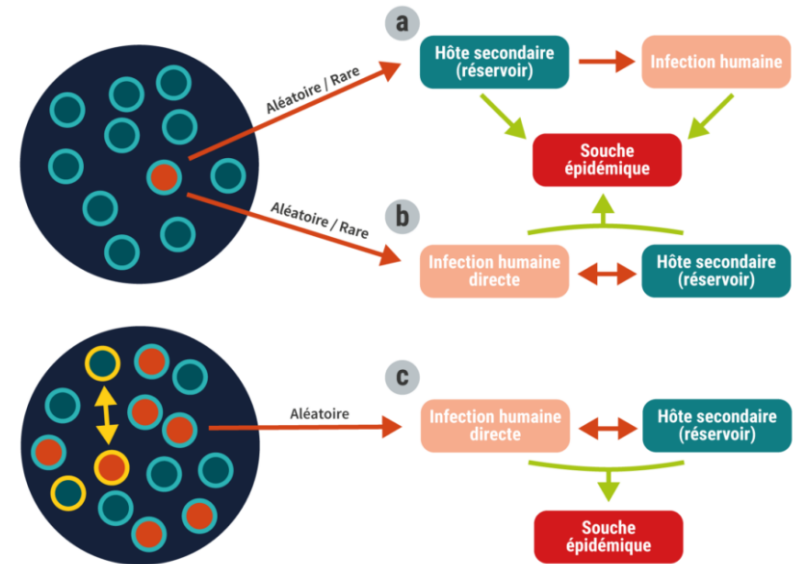 a
Hôte secondaire
(réservoir)
Infection humaine
Aléatoire / Rare
Souche
épidémique
Aléatoire / Rare
b
Infection humaine
directe
Hôte secondaire
(réservoir)
c
Aléatoire
Infection humaine
directe
Hôte secondaire
(réservoir)
Souche
épidémique